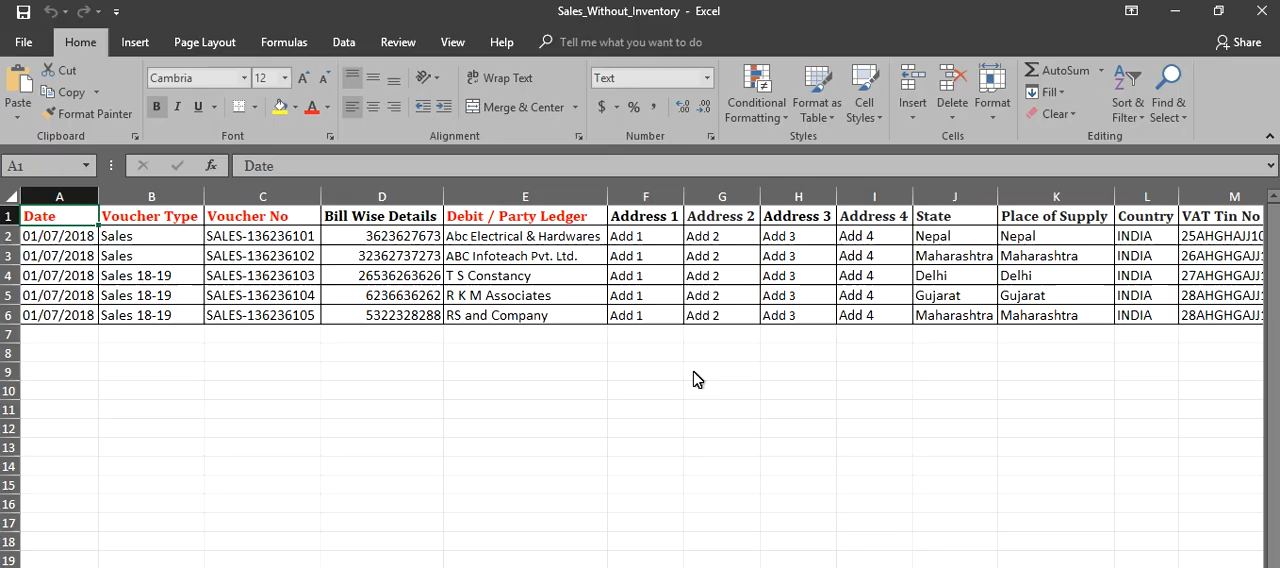 Sales_Without_Inventory - Excel
File Home Insert Page Layout Formulas Data Review View Help Tell me what you want to do Share
Paste Cut Copy Format Painter
Cambria 12
B I U A
Wrap Text
Merge & Center
Text
$ % ,
Conditional Formatting
Format as Table
Cell Styles
Insert Delete Format
AutoSum
Fill
Clear
Sort & Filter
Find & Select
Clipboard Font Alignment Number Styles Cells Editing
A1 fx Date
A B C D E F G H I J K L M
1 Date Voucher Type Voucher No Bill Wise Details Debit / Party Ledger Address 1 Address 2 Address 3 Address 4 State Place of Supply Country VAT Tin No
2 01/07/2018 Sales SALES-136236101 3623627673 Abc Electrical & Hardwares Add 1 Add 2 Add 3 Add 4 Nepal Nepal INDIA 25AHGHAJJ10
3 01/07/2018 Sales SALES-136236102 32362737273 ABC Infoteach Pvt. Ltd. Add 1 Add 2 Add 3 Add 4 Maharashtra Maharashtra INDIA 26AHGHGAJJ
4 01/07/2018 Sales 18-19 SALES-136236103 26536263626 T S Constancy Add 1 Add 2 Add 3 Add 4 Delhi Delhi INDIA 27AHGHGAJJ
5 01/07/2018 Sales 18-19 SALES-136236104 6236636262 R K M Associates Add 1 Add 2 Add 3 Add 4 Gujarat Gujarat INDIA 28AHGHGAJJ
6 01/07/2018 Sales 18-19 SALES-136236105 5322328288 RS and Company Add 1 Add 2 Add 3 Add 4 Maharashtra Maharashtra INDIA 28AHGHGAJJ
7
8
9
10
11
12
13
14
15
16
17
18
19